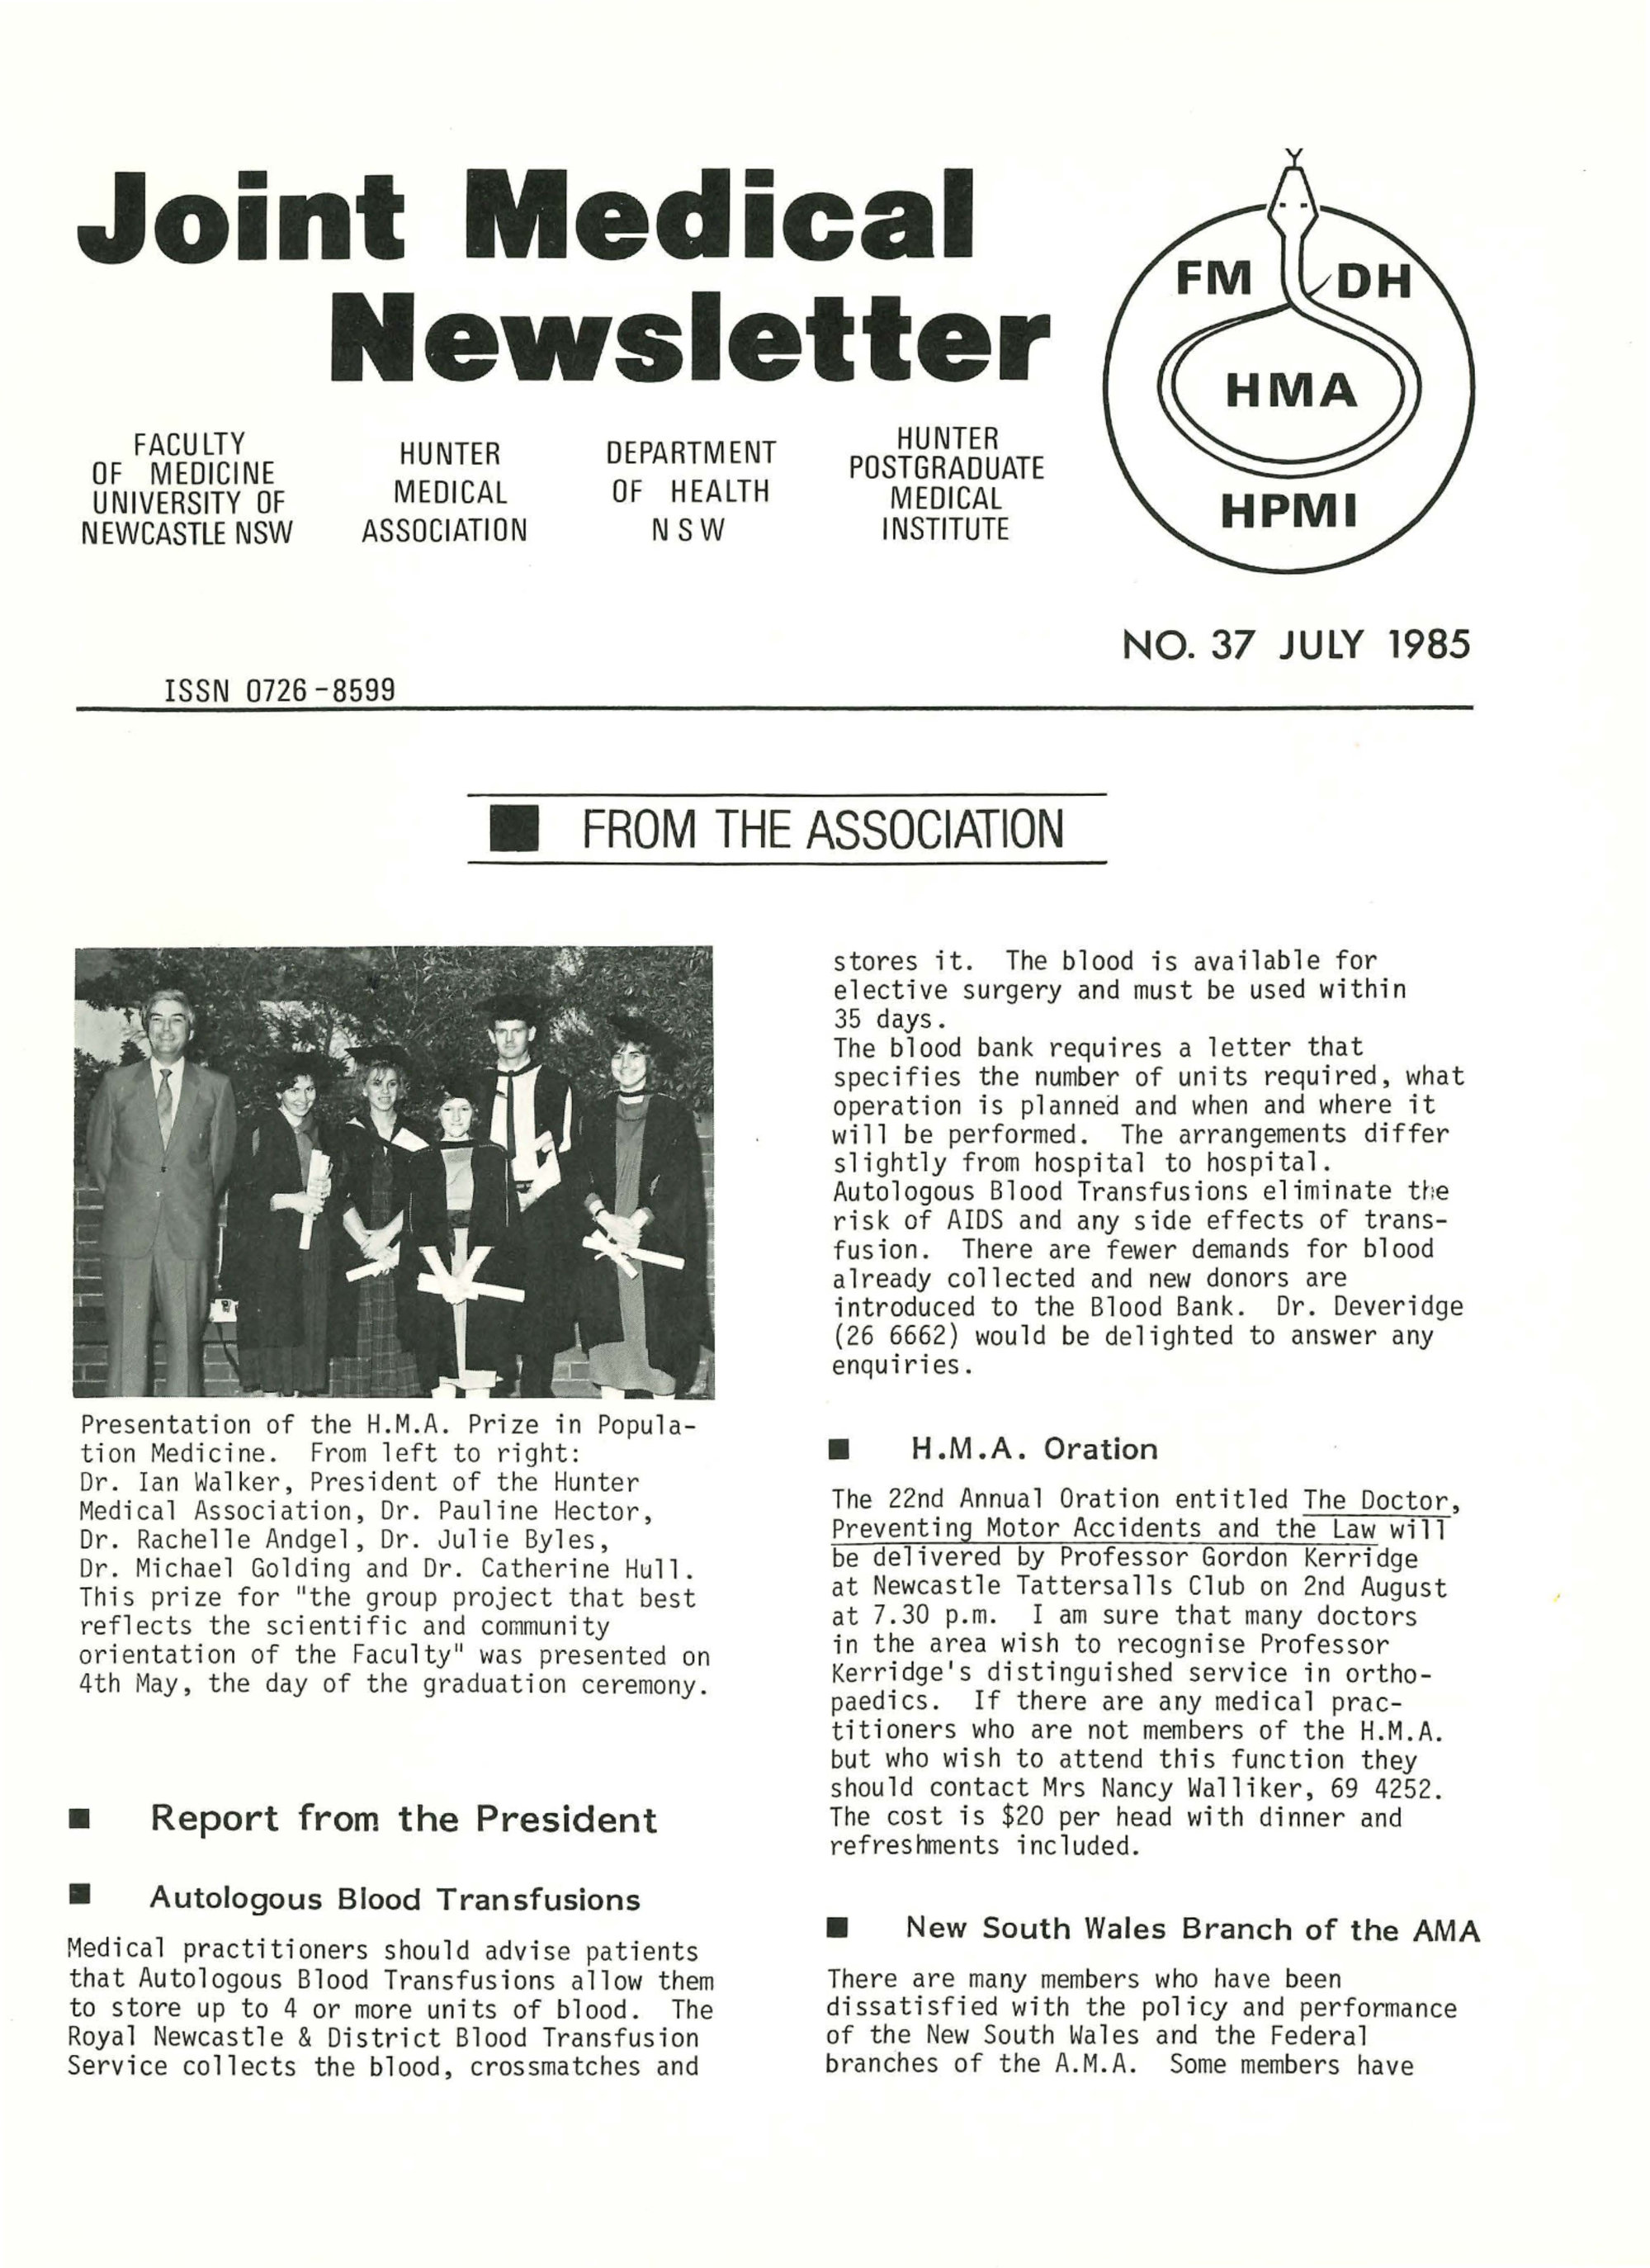 Joint Medical
Newsletter
FM DH
HMA
HPMI
FACULTY
OF MEDICINE
UNIVERSITY OF
NEWCASTLE NSW
HUNTER
MEDICAL
ASSOCIATION
DEPARTMENT
OF HEALTH
NSW
HUNTER
POSTGRADUATE
MEDICAL
INSTITUTE
NO. 37 JULY 1985
ISSN 0726-8599
■ FROM THE ASSOCIATION
Presentation of the H.M.A. Prize in Popula-
tion Medicine. From left to right:
Dr. Ian Walker, President of the Hunter
Medical Association, Dr. Pauline Hector,
Dr. Rachelle Andgel, Dr. Julie Byles,
Dr. Michael Golding and Dr. Catherine Hull.
This prize for "the group project that best
reflects the scientific and community
orientation of the Faculty" was presented on
4th May, the day of the graduation ceremony.
■ Report from the President
■ Autologous Blood Transfusions
Medical practitioners should advise patients
that Autologous Blood Transfusions allow them
to store up to 4 or more units of blood. The
Royal Newcastle & District Blood Transfusion
Service collects the blood, crossmatches and
stores it. The blood is available for
elective surgery and must be used within
35 days.
The blood bank requires a letter that
specifies the number of units required, what
operation is planned and when and where it
will be performed. The arrangements differ
slightly from hospital to hospital.
Autologous Blood Transfusions eliminate the
risk of AIDS and any side effects of trans-
fusion. There are fewer demands for blood
already collected and new donors are
introduced to the Blood Bank. Dr. Deveridge
(26 6662) would be delighted to answer any
enquiries.
■ H.M.A. Oration
The 22nd Annual Oration entitled The Doctor,
Preventing Motor Accidents and the Law will
be delivered by Professor Gordon Kerridge
at Newcastle Tattersalls Club on 2nd August
at 7.30 p.m. I am sure that many doctors
in the area wish to recognise Professor
Kerridge's distinguished service in ortho-
paedics. If there are any medical prac-
titioners who are not members of the H.M.A.
but who wish to attend this function they
should contact Mrs Nancy Walliker, 69 4252.
The cost is $20 per head with dinner and
refreshments included.
■ New South Wales Branch of the AMA
There are many members who have been
dissatisfied with the policy and performance
of the New South Wales and the Federal
branches of the A.M.A. Some members have